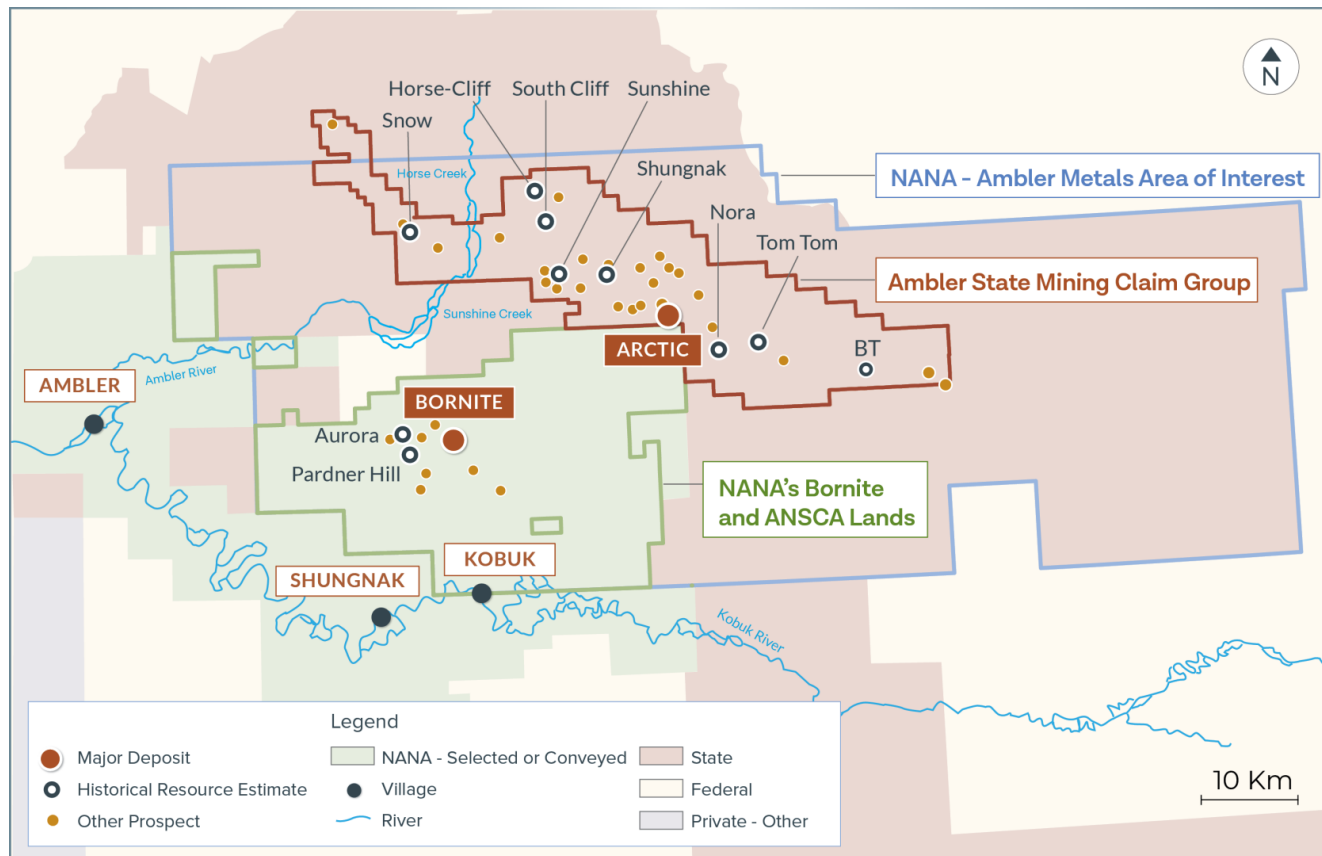 N
Horse-Cliff
South Cliff
Sunshine
Snow
Shungnak
Horse Creek
NANA - Ambler Metals Area of Interest
Nora
Tom Tom
Ambler State Mining Claim Group
Sunshine Creek
ARCTIC
BT
Ambler River
AMBLER
BORNITE
Aurora
Pardner Hill
NANA's Bornite
and ANSCA Lands
KOBUK
SHUNGNAK
Kobuk River
Legend
Major Deposit
NANA - Selected or Conveyed
State
Historical Resource Estimate
Village
Federal
Other Prospect
River
Private - Other
10 Km